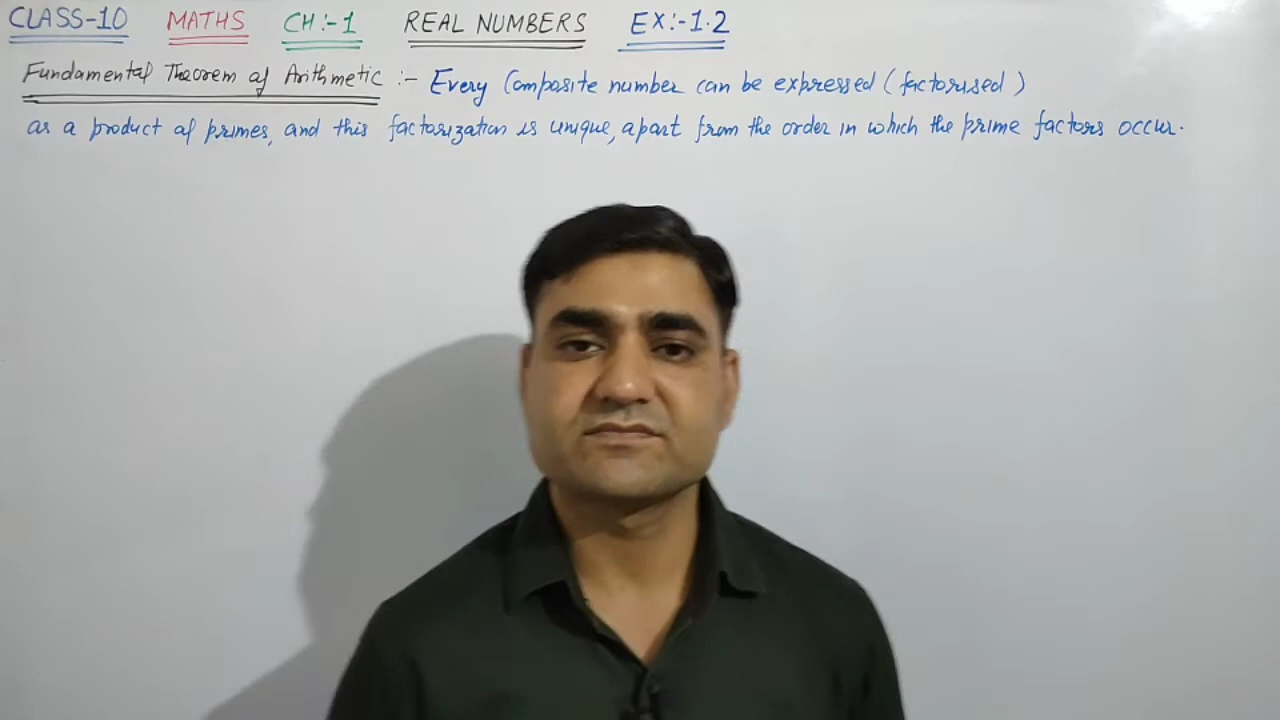 CLASS-10 MATHS CH:-1 REAL NUMBERS EX:-1.2
Fundamental Theorem of Arithmetic :- Every Composite number can be expressed (factorised)
as a product of primes, and this factorization is unique, apart from the order in which the prime factors occur.